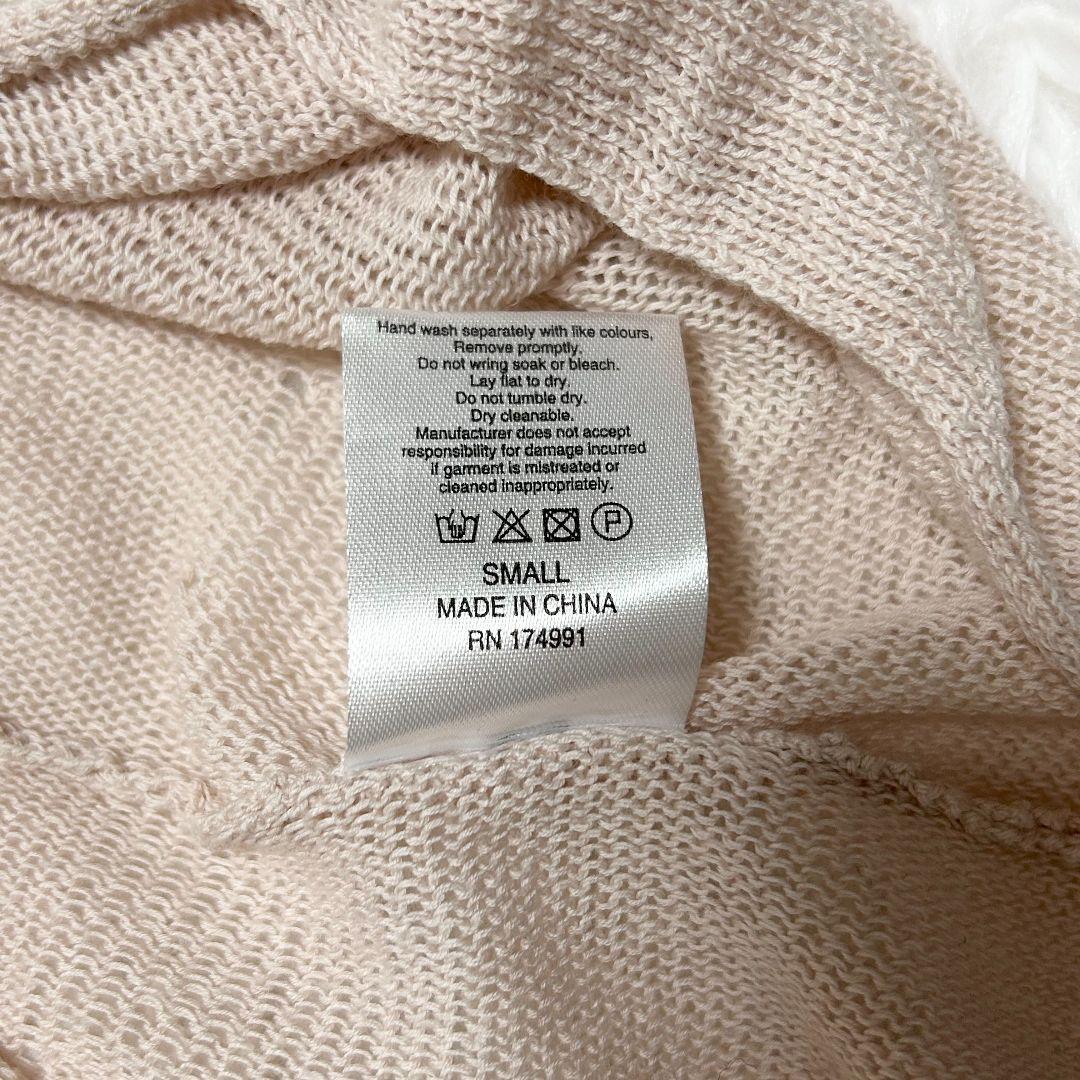 Hand wash separately with like colours,
Remove promptly.
Do not wring soak or bleach.
Lay flat to dry.
Do not tumble dry.
Dry cleanable.
Manufacturer does not accept
responsibility for damage incurred
if garment is mistreated or
cleaned inappropriately.
P
SMALL
MADE IN CHINA
RN 174991